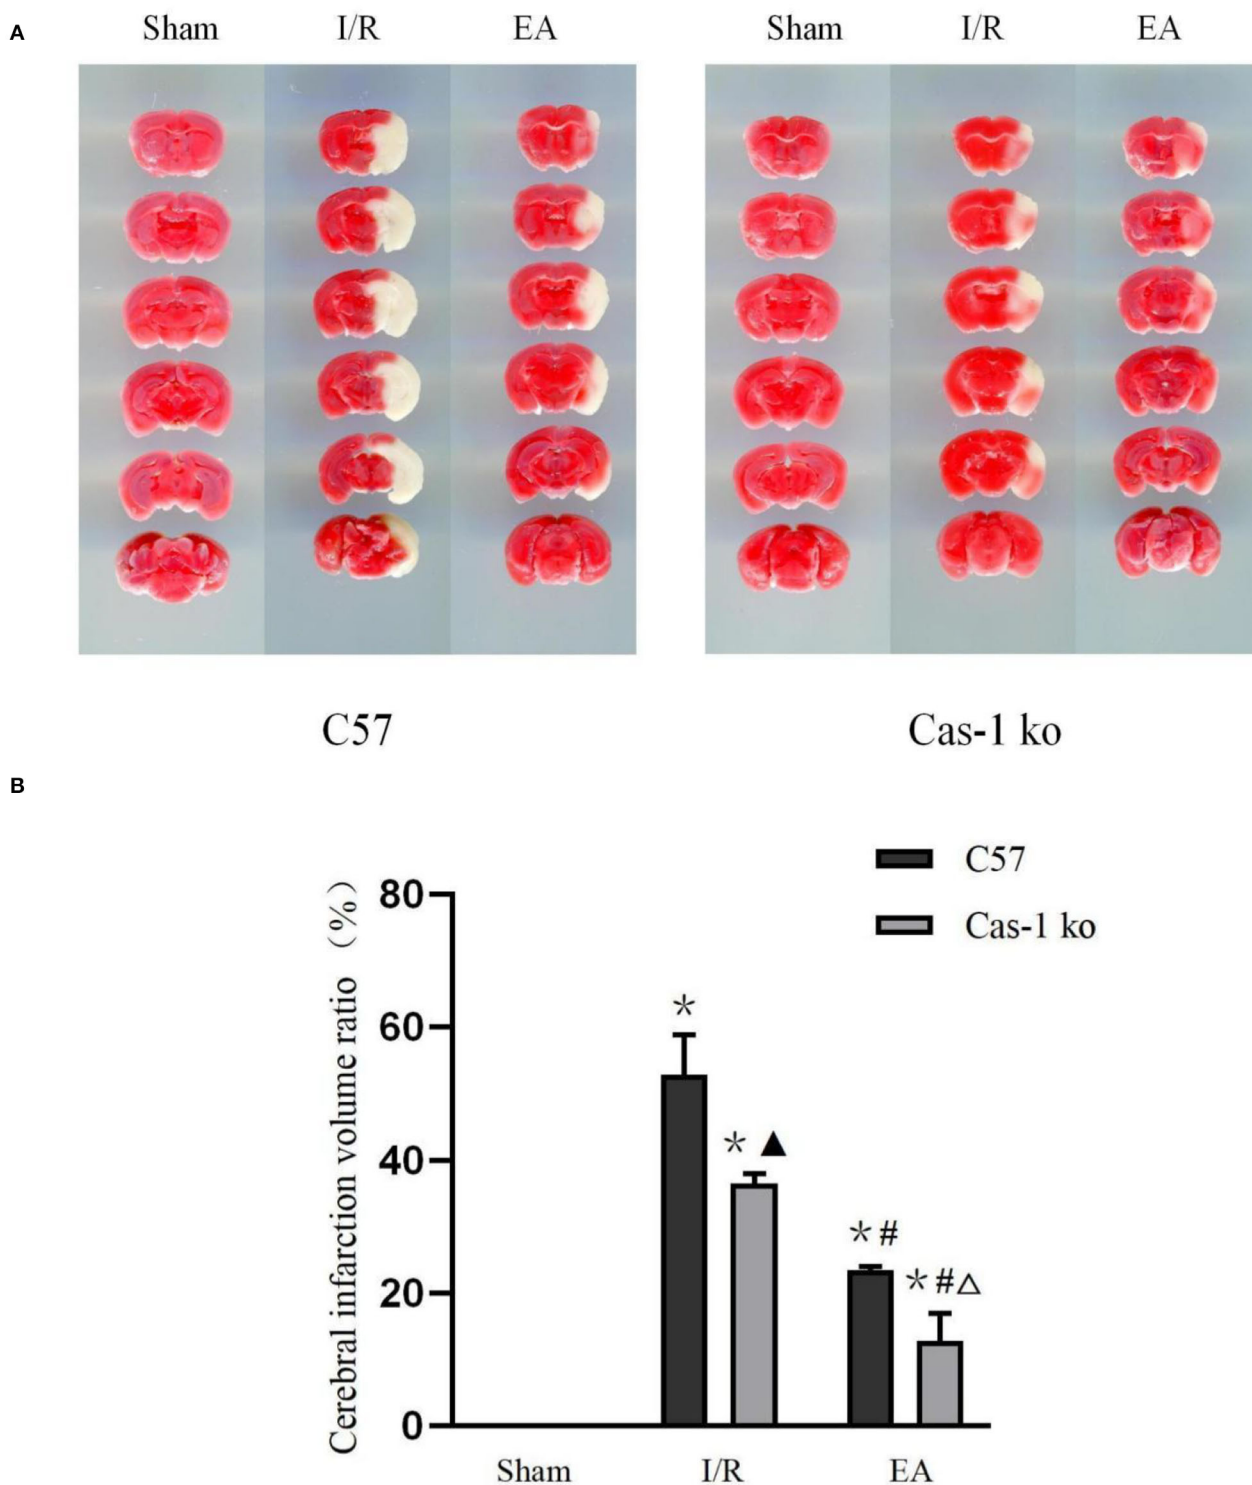 A
Sham I/R EA Sham I/R EA
C57 Cas-1 ko
B
C57
Cas-1 ko
Cerebral infarction volume ratio (%)
80
60
40
20
0
*
* ▲
* #
* # △
Sham I/R EA